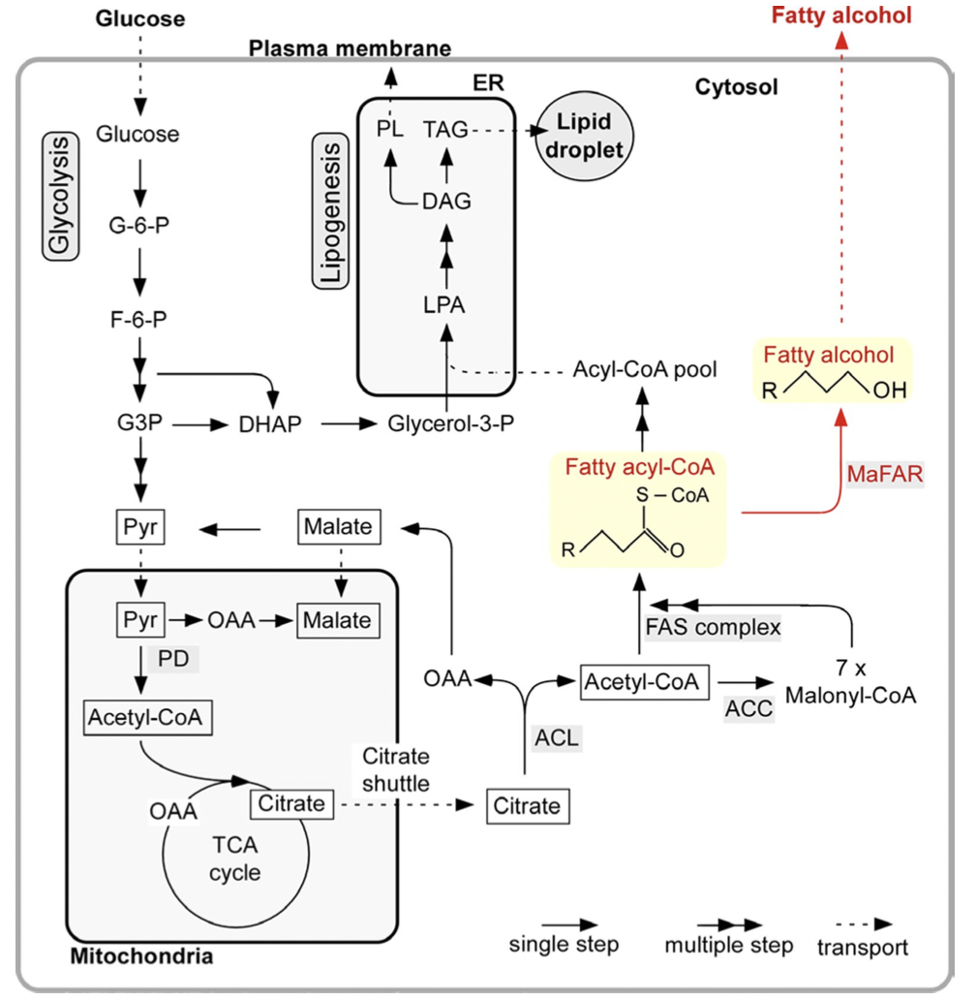 Glucose
Fatty alcohol
Plasma membrane
ER
Cytosol
Glycolysis
Glucose
G-6-P
F-6-P
G3P
DHAP
Glycerol-3-P
Lipogenesis
PL
TAG
DAG
LPA
Lipid
droplet
Acyl-CoA pool
Fatty alcohol
R
OH
MaFAR
Fatty acyl-CoA
S – CoA
R
O
Pyr
Malate
Pyr
OAA
Malate
PD
Acetyl-CoA
OAA
Citrate
TCA
cycle
Citrate
shuttle
Citrate
ACL
OAA
Acetyl-CoA
ACC
FAS complex
7 x
Malonyl-CoA
Mitochondria
single step
multiple step
transport